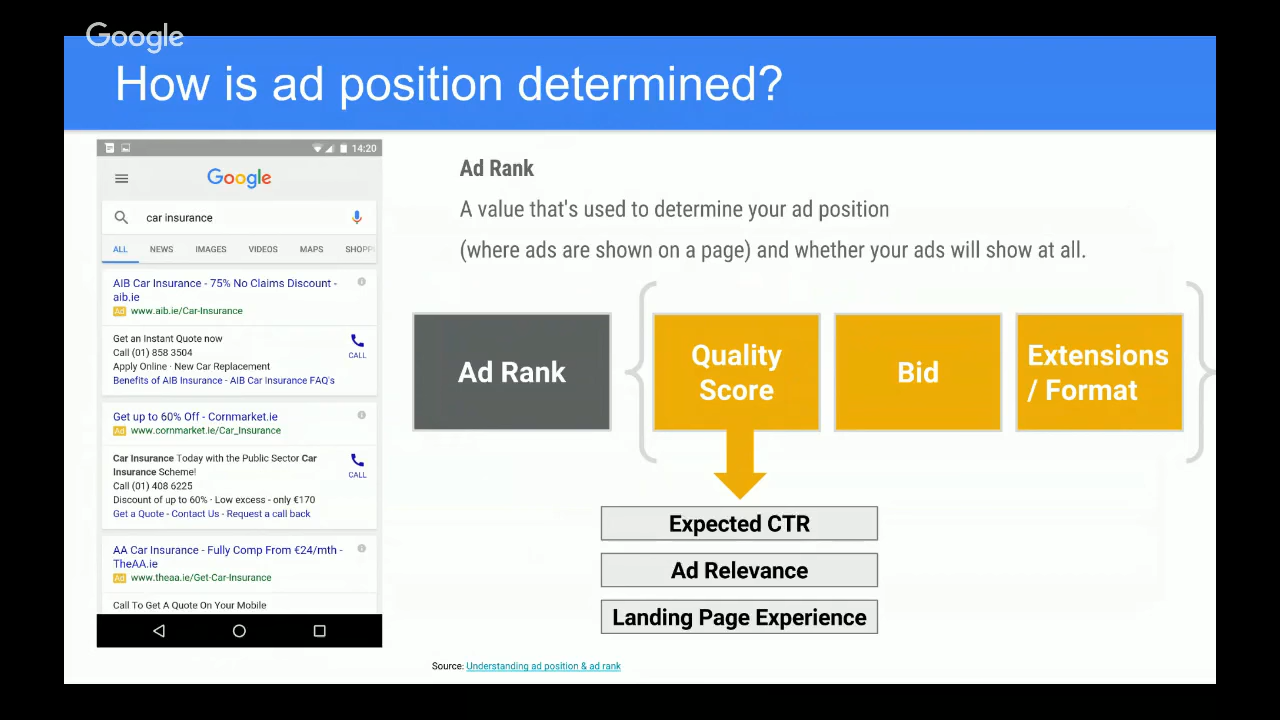 Google
How is ad position determined?
14:20
Google
car insurance
ALL NEWS IMAGES VIDEOS MAPS SHOPP
AIB Car Insurance - 75% No Claims Discount -
aib.ie
Ad www.aib.ie/Car-Insurance
Get an Instant Quote now
Call (01) 858 3504
Apply Online · New Car Replacement
Benefits of AIB Insurance - AIB Car Insurance FAQ's
CALL
Get up to 60% Off - Cornmarket.ie
Ad www.cornmarket.ie/Car_Insurance
Car Insurance Today with the Public Sector Car
Insurance Scheme!
Call (01) 408 6225
Discount of up to 60% · Low excess - only €170
Get a Quote - Contact Us - Request a call back
CALL
AA Car Insurance - Fully Comp From €24/mth -
TheAA.ie
Ad www.theaa.ie/Get-Car-Insurance
Call To Get A Quote On Your Mobile
Ad Rank
A value that's used to determine your ad position
(where ads are shown on a page) and whether your ads will show at all.
Ad Rank
Quality
Score
Bid
Extensions
/ Format
Expected CTR
Ad Relevance
Landing Page Experience
Source: Understanding ad position & ad rank